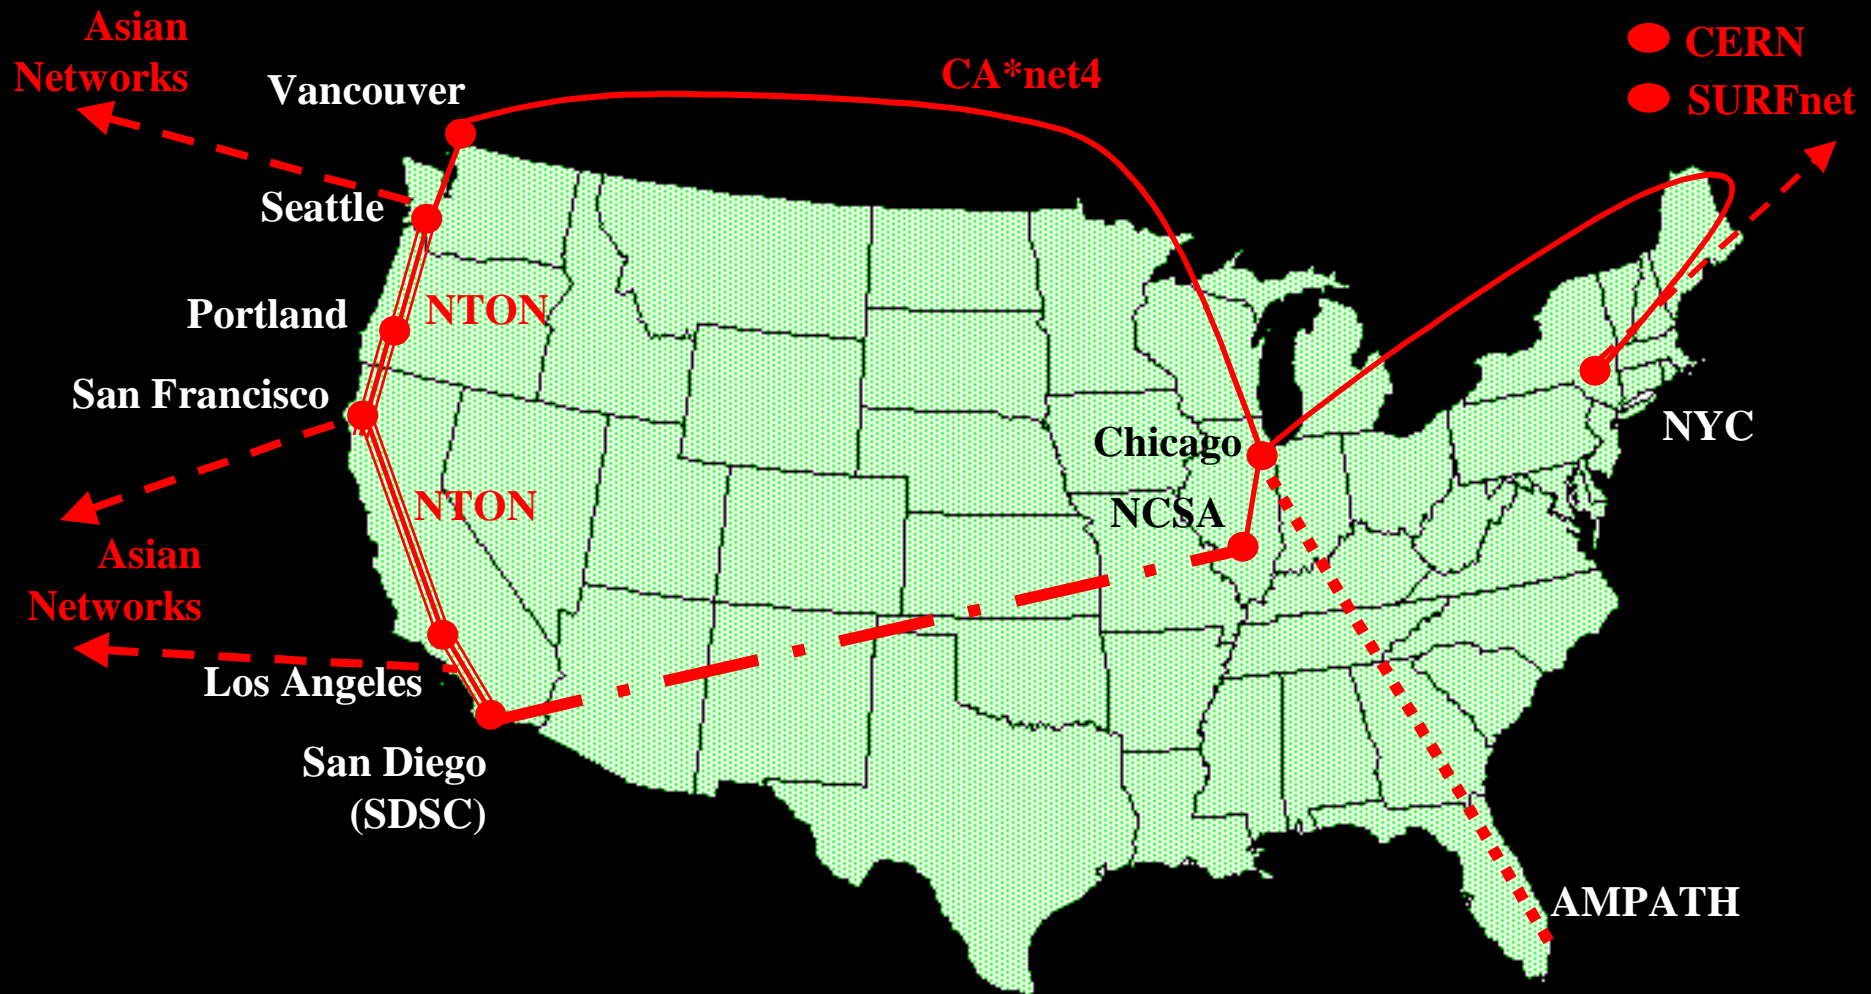 Asian
Networks
Vancouver
CA*net4
CERN
SURFnet
Seattle
Portland
NTON
San Francisco
Chicago
NYC
NTON
NCSA
Asian
Networks
Los Angeles
San Diego
(SDSC)
AMPATH